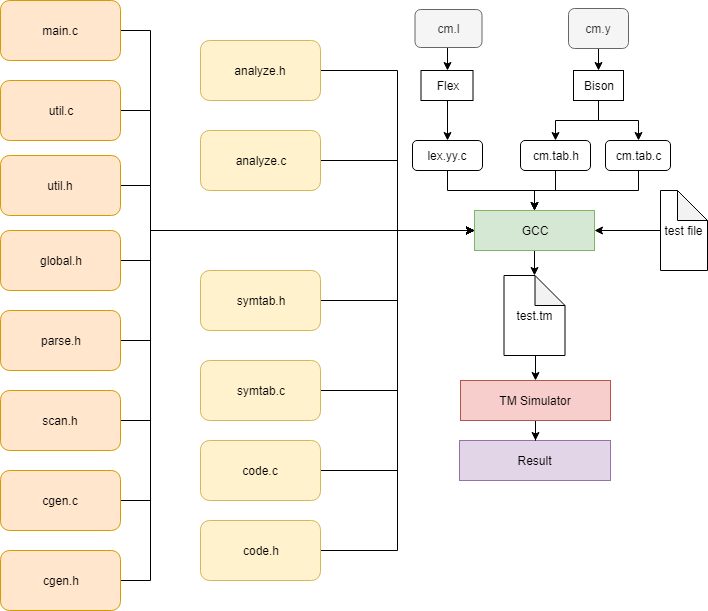 main.c
util.c
util.h
global.h
parse.h
scan.h
cgen.c
cgen.h
analyze.h
analyze.c
symtab.h
symtab.c
code.c
code.h
cm.l
cm.y
Flex
Bison
lex.yy.c
cm.tab.h
cm.tab.c
GCC
test file
test.tm
TM Simulator
Result